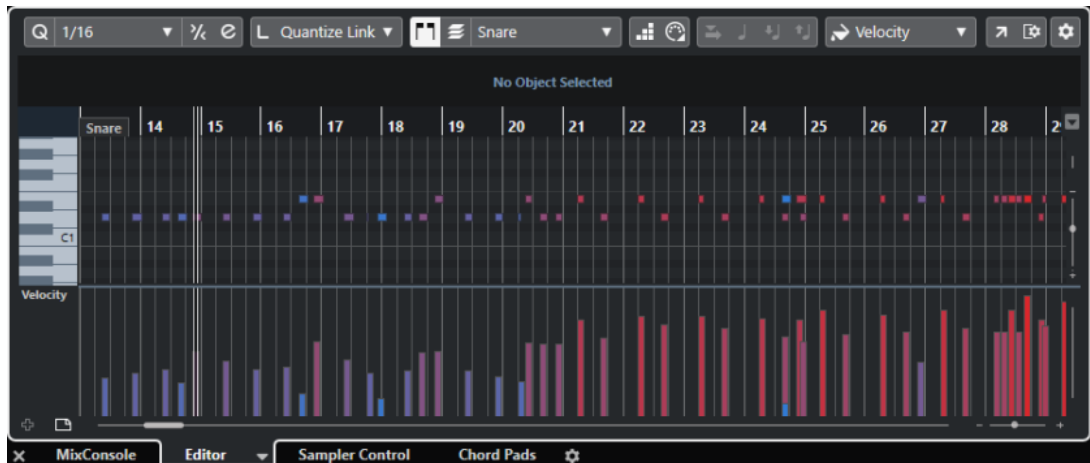 Q 1/16 L Quantize Link Snare Velocity
No Object Selected
Snare 14 15 16 17 18 19 20 21 22 23 24 25 26 27 28
C1
Velocity
MixConsole Editor Sampler Control Chord Pads